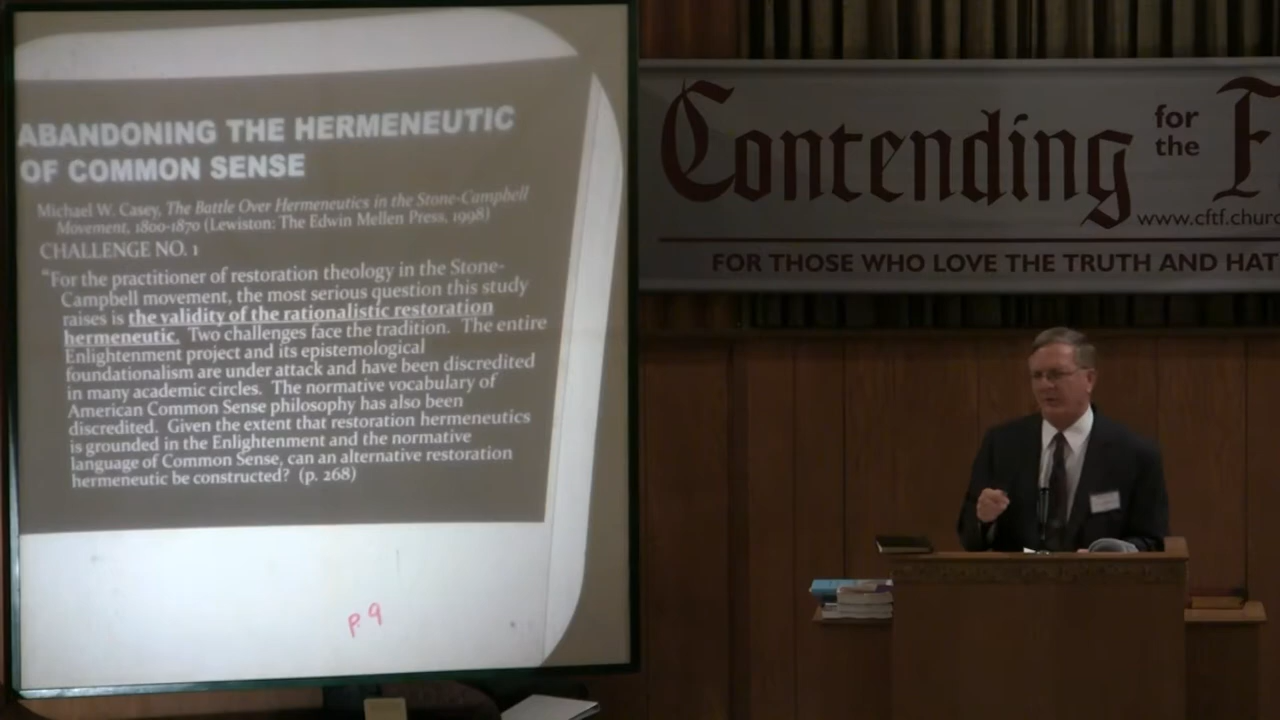 ABANDONING THE HERMENEUTIC
OF COMMON SENSE
Michael W. Casey, The Battle Over Hermeneutics in the Stone-Campbell
Movement, 1800-1870 (Lewiston: The Edwin Mellen Press, 1998)
CHALLENGE NO. 1
"For the practitioner of restoration theology in the Stone-
Campbell movement, the most serious question this study
raises is the validity of the rationalistic restoration
hermeneutic. Two challenges face the tradition. The entire
Enlightenment project and its epistemological
foundationalism are under attack and have been discredited
in many academic circles. The normative vocabulary of
American Common Sense philosophy has also been
discredited. Given the extent that restoration hermeneutics
is grounded in the Enlightenment and the normative
language of Common Sense, can an alternative restoration
hermeneutic be constructed? (p. 268)
P. 9
Contending for the F
www.cftf.churc
FOR THOSE WHO LOVE THE TRUTH AND HAT